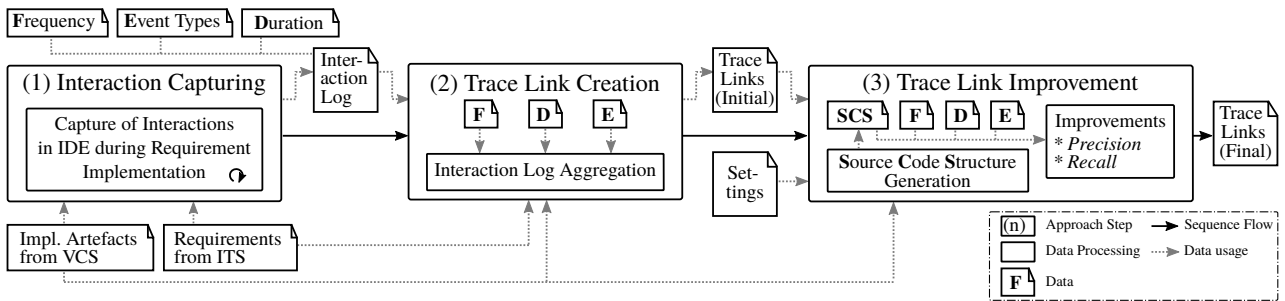 Frequency
Event Types
Duration
(1) Interaction Capturing
Capture of Interactions
in IDE during Requirement
Implementation
Impl. Artefacts
from VCS
Requirements
from ITS
Inter-
action
Log
(2) Trace Link Creation
F
D
E
Interaction Log Aggregation
Trace
Links
(Initial)
Set-
tings
(3) Trace Link Improvement
SCS
F
D
E
Source Code Structure
Generation
Improvements
* Precision
* Recall
Trace
Links
(Final)
(n)
Approach Step
Sequence Flow
Data Processing
Data usage
F
Data